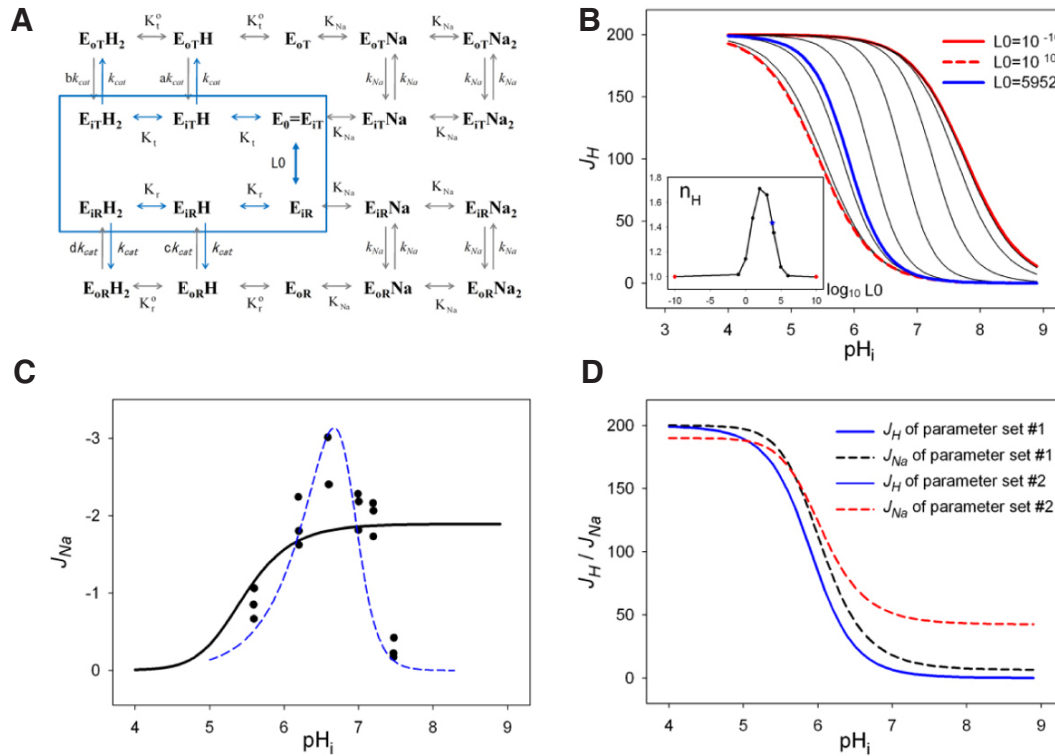 A
E_oTH_2 K_t^o E_oTH E_oT K_Na E_oTNa K_Na E_oTNa_2
bk_cat k_cat ak_cat k_cat k_Na k_Na k_Na k_Na
E_iTH_2 E_iTH E_0=E_iT E_iTNa E_iTNa_2
K_t K_t K_Na K_Na
L0
K_r K_r K_Na K_Na
E_iRH_2 E_iRH E_iR E_iRNa E_iRNa_2
dk_cat k_cat ck_cat k_cat k_Na k_Na k_Na k_Na
E_oRH_2 E_oRH E_oR E_oRNa E_oRNa_2
K_r^o K_r^o K_Na K_Na
B
200
150
100
50
0
J_H
L0=10^-10
L0=10^10
L0=5952
n_H
1.8
1.6
1.4
1.2
1.0
-10 -5 0 5 10
log_10 L0
3 4 5 6 7 8 9
pH_i
C
-3
-2
-1
0
J_Na
4 5 6 7 8 9
pH_i
D
200
150
100
50
0
J_H / J_Na
J_H of parameter set #1
J_Na of parameter set #1
J_H of parameter set #2
J_Na of parameter set #2
4 5 6 7 8 9
pH_i